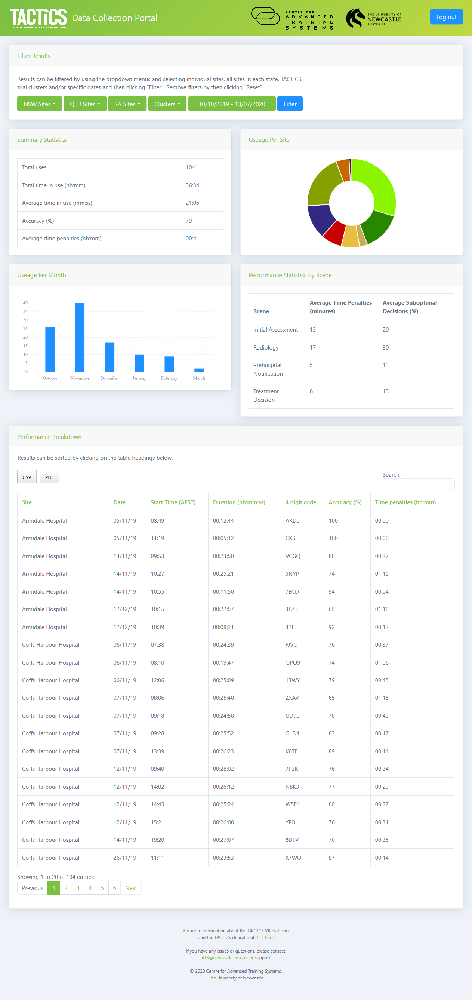 TACTiCS
STROKE REPERFUSION TRIAL OF DRIP & SHIP
Data Collection Portal
CENTRE FOR
ADVANCED
TRAINING
SYSTEMS
THE UNIVERSITY OF
NEWCASTLE
AUSTRALIA
Log out
Filter Results
Results can be filtered by using the dropdown menus and selecting individual sites, all sites in each state, TACTICS
trial clusters and/or specific dates and then clicking "Filter". Remove filters by then clicking "Reset".
NSW Sites QLD Sites SA Sites Clusters 10/10/2019 - 13/07/2020 Filter
Summary Statistics
Total uses 104
Total time in use (hh:mm) 36:34
Average time in use (mm:ss) 21:06
Accuracy (%) 79
Average time penalties (hh:mm) 00:41
Useage Per Site
Useage Per Month
40
35
30
25
20
15
10
5
0
October November December January February March
Performance Statistics by Scene
Scene Average Time Penalties (minutes) Average Suboptimal Decisions (%)
Initial Assessment 13 20
Radiology 17 30
Prehospital Notification 5 13
Treatment Decision 6 13
Performance Breakdown
Results can be sorted by clicking on the table headings below.
CSV PDF
Search:
Site Date Start Time (AEST) Duration (hh:mm:ss) 4 digit code Accuracy (%) Time penalties (hh:mm)
Armidale Hospital 05/11/19 08:49 00:12:44 ARD0 100 00:00
Armidale Hospital 05/11/19 11:19 00:05:12 CKSF 100 00:00
Armidale Hospital 14/11/19 09:53 00:23:50 VCGQ 80 00:27
Armidale Hospital 14/11/19 10:27 00:25:21 5NYP 74 01:15
Armidale Hospital 14/11/19 10:55 00:11:50 7ECD 94 00:04
Armidale Hospital 12/12/19 10:15 00:22:57 3LZJ 65 01:18
Armidale Hospital 12/12/19 10:39 00:08:21 42FT 92 00:12
Coffs Harbour Hospital 06/11/19 07:38 00:24:39 FJVO 76 00:37
Coffs Harbour Hospital 06/11/19 08:10 00:19:47 OPQ9 74 01:06
Coffs Harbour Hospital 06/11/19 12:06 00:25:09 13WY 79 00:45
Coffs Harbour Hospital 07/11/19 08:06 00:25:40 ZXAV 65 01:15
Coffs Harbour Hospital 07/11/19 09:18 00:24:58 UD9L 78 00:43
Coffs Harbour Hospital 07/11/19 09:28 00:25:52 G1D4 83 00:17
Coffs Harbour Hospital 07/11/19 13:39 00:26:23 K6TE 89 00:14
Coffs Harbour Hospital 12/11/19 09:40 00:28:02 7P3K 76 00:34
Coffs Harbour Hospital 12/11/19 14:02 00:26:12 N8K3 77 00:29
Coffs Harbour Hospital 12/11/19 14:45 00:25:24 W5E4 80 00:27
Coffs Harbour Hospital 12/11/19 15:21 00:26:08 YRBI 76 00:31
Coffs Harbour Hospital 14/11/19 19:20 00:27:07 8DFV 70 00:35
Coffs Harbour Hospital 26/11/19 11:11 00:23:53 K7WO 87 00:14
Showing 1 to 20 of 104 entries
Previous 1 2 3 4 5 6 Next
For more information about the TACTICS VR platform
and the TACTICS clinical trial click here
If you have any issues or questions, please contact:
ATS@newcastle.edu.au for support
© 2020 Centre for Advanced Training Systems,
The University of Newcastle